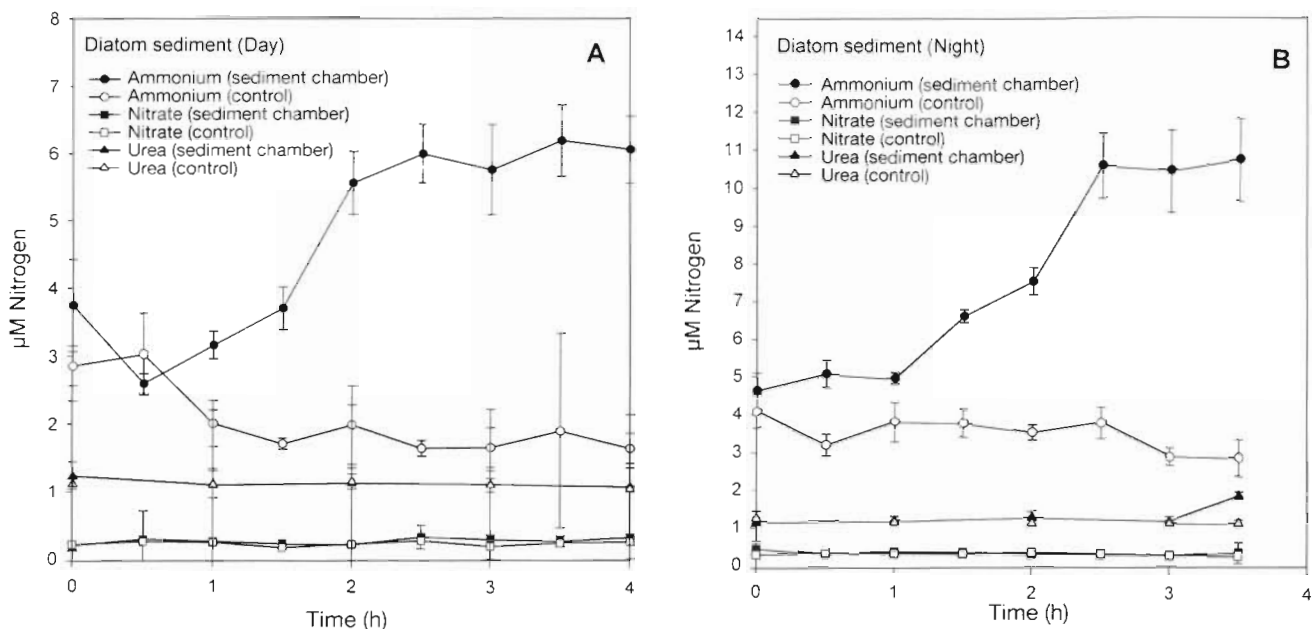 Diatom sediment (Day)
A
Ammonium (sediment chamber)
Ammonium (control)
Nitrate (sediment chamber)
Nitrate (control)
Urea (sediment chamber)
Urea (control)
µM Nitrogen
8
7
6
5
4
3
2
1
0
0
1
2
3
4
Time (h)
Diatom sediment (Night)
B
Ammonium (sediment chamber)
Ammonium (control)
Nitrate (sediment chamber)
Nitrate (control)
Urea (sediment chamber)
Urea (control)
µM Nitrogen
14
13
12
11
10
9
8
7
6
5
4
3
2
1
0
0
1
2
3
4
Time (h)